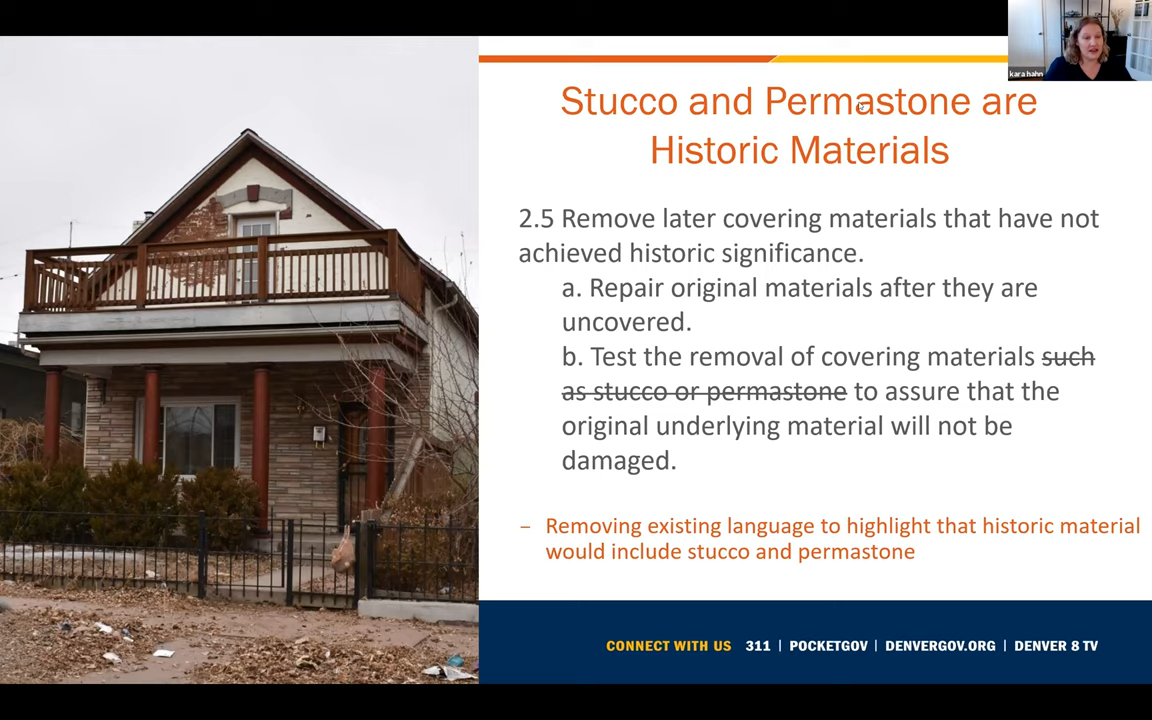 kara hahn
Stucco and Permastone are
Historic Materials
2.5 Remove later covering materials that have not
achieved historic significance.
a. Repair original materials after they are
uncovered.
b. Test the removal of covering materials such
as stucco or permastone to assure that the
original underlying material will not be
damaged.
– Removing existing language to highlight that historic material
would include stucco and permastone
CONNECT WITH US 311 | POCKETGOV | DENVERGOV.ORG | DENVER 8 TV